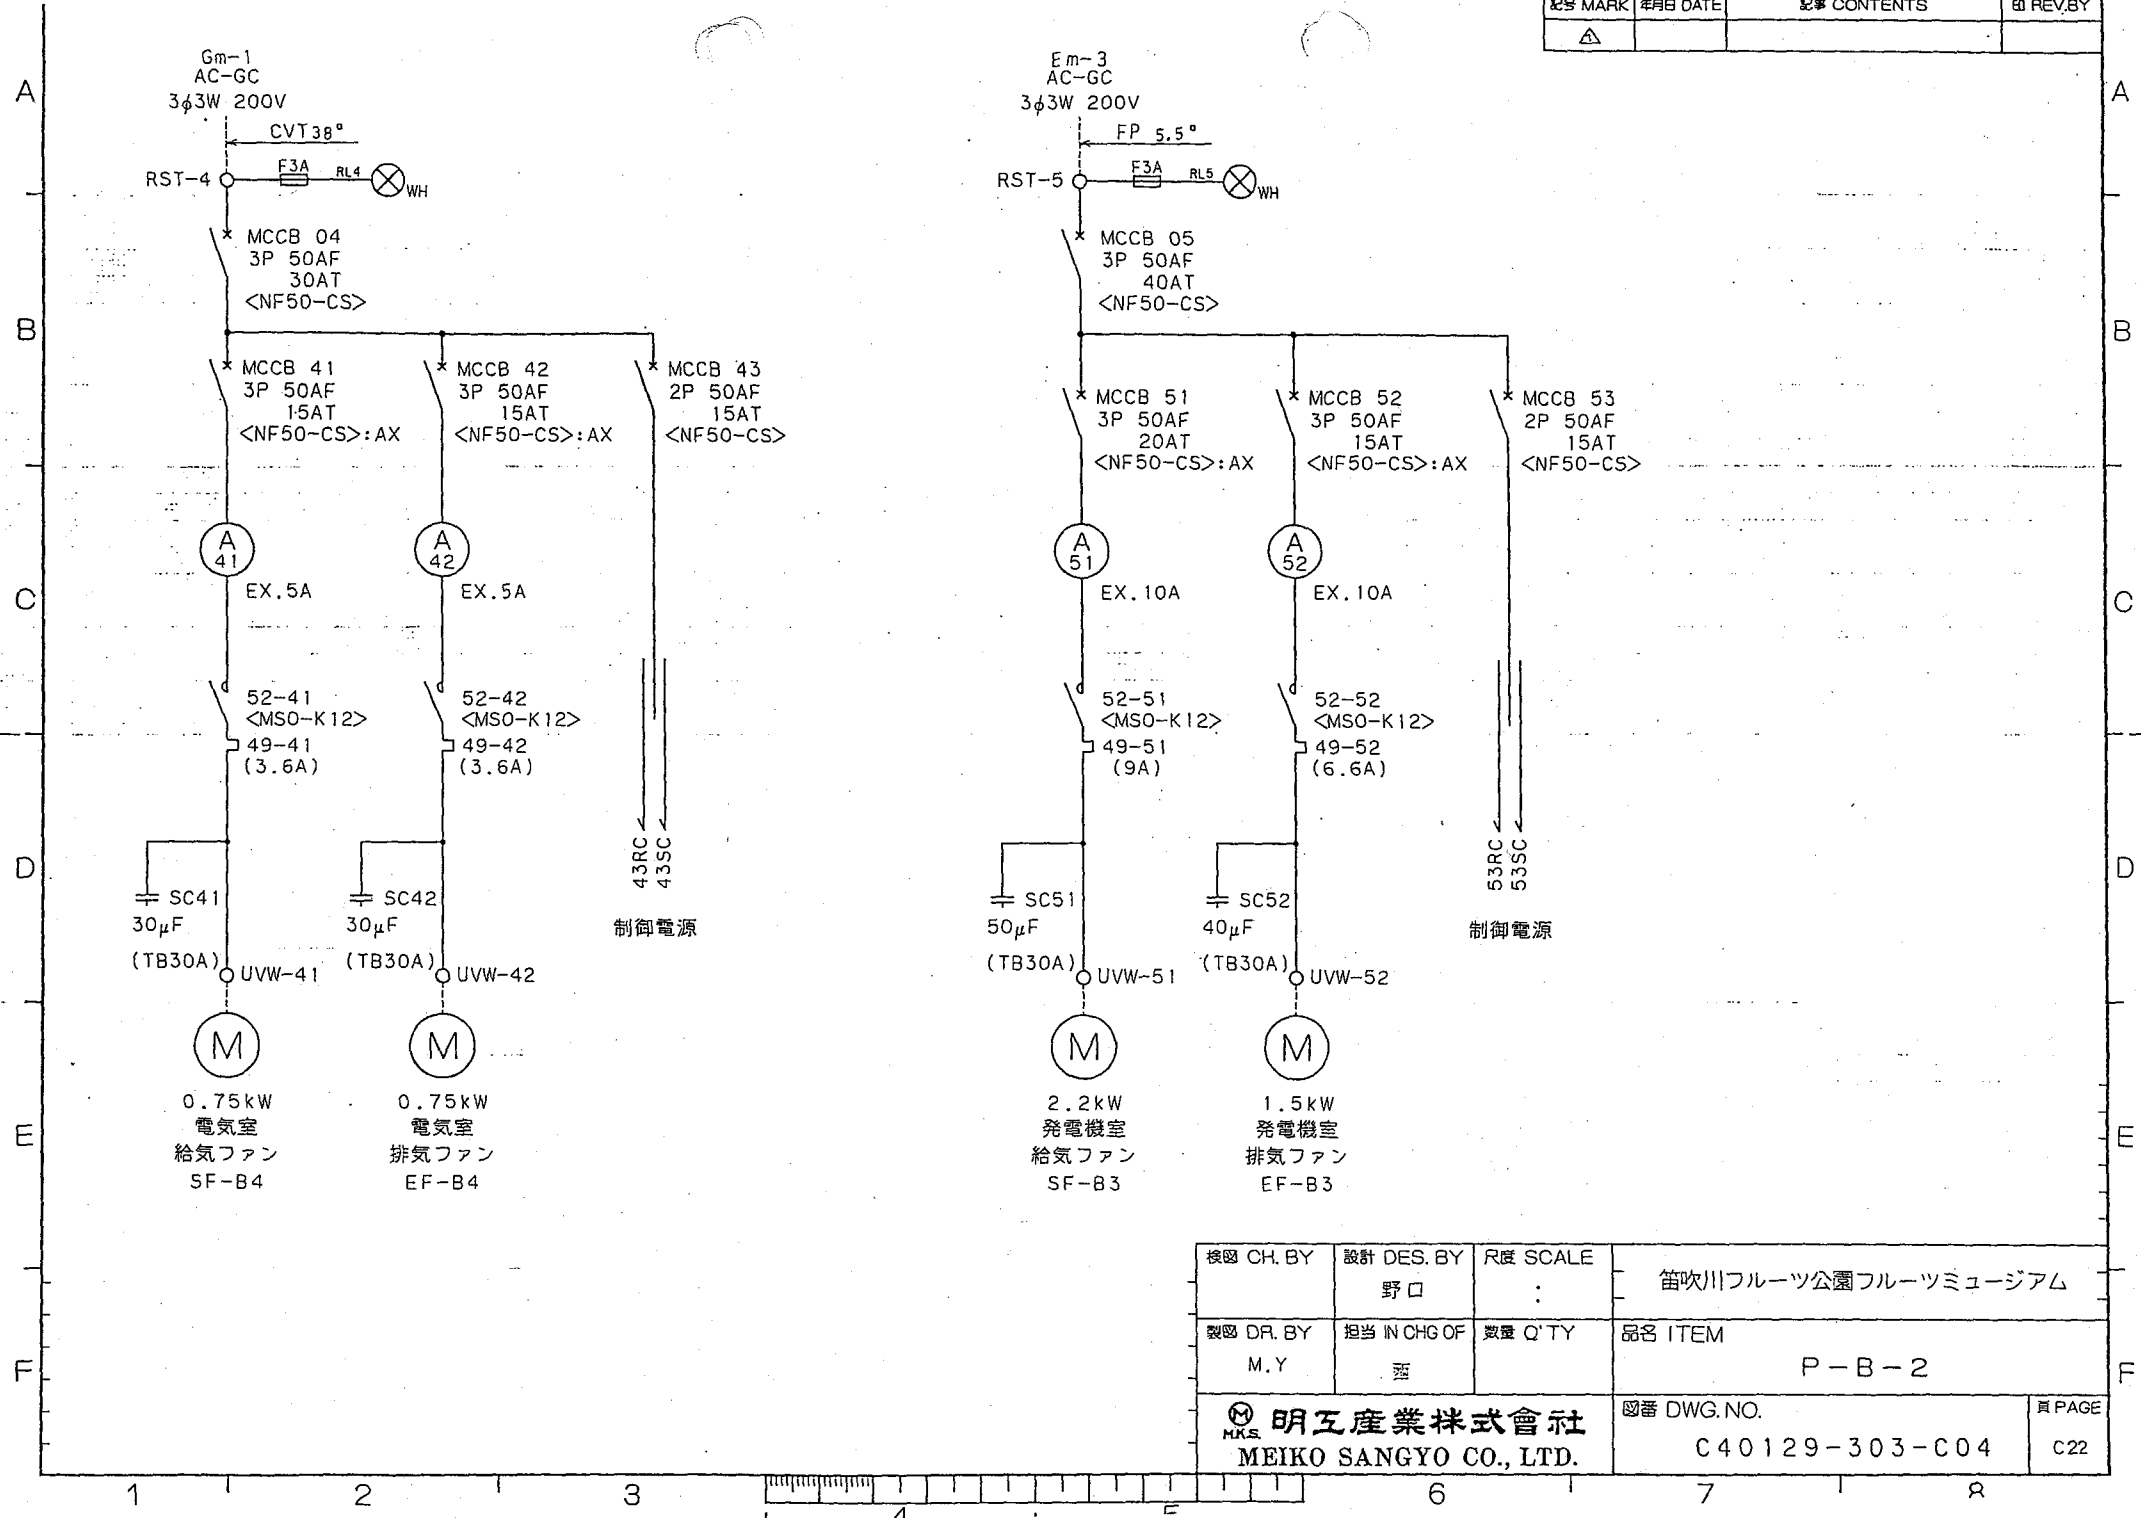 記号 MARK
年月日 DATE
記事 CONTENTS
印 REV.BY
1
A
B
C
D
E
F
Gm-1
AC-GC
3φ3W 200V
CVT38°
RST-4
F3A
RL4
WH
MCCB 04
3P 50AF
30AT
<NF50-CS>
MCCB 41
3P 50AF
15AT
<NF50-CS>:AX
MCCB 42
3P 50AF
15AT
<NF50-CS>:AX
MCCB 43
2P 50AF
15AT
<NF50-CS>
A
41
EX.5A
A
42
EX.5A
52-41
<MSO-K12>
49-41
(3.6A)
52-42
<MSO-K12>
49-42
(3.6A)
43RC
43SC
制御電源
SC41
30μF
(TB30A)
UVW-41
SC42
30μF
(TB30A)
UVW-42
M
0.75kW
電気室
給気ファン
SF-B4
M
0.75kW
電気室
排気ファン
EF-B4
Em-3
AC-GC
3φ3W 200V
FP 5.5°
RST-5
F3A
RL5
WH
MCCB 05
3P 50AF
40AT
<NF50-CS>
MCCB 51
3P 50AF
20AT
<NF50-CS>:AX
MCCB 52
3P 50AF
15AT
<NF50-CS>:AX
MCCB 53
2P 50AF
15AT
<NF50-CS>
A
51
EX.10A
A
52
EX.10A
52-51
<MSO-K12>
49-51
(9A)
52-52
<MSO-K12>
49-52
(6.6A)
53RC
53SC
制御電源
SC51
50μF
(TB30A)
UVW-51
SC52
40μF
(TB30A)
UVW-52
M
2.2kW
発電機室
給気ファン
SF-B3
M
1.5kW
発電機室
排気ファン
EF-B3
A
B
C
D
E
F
検図 CH. BY
設計 DES. BY
野口
尺度 SCALE
:
笛吹川フルーツ公園フルーツミュージアム
製図 DR. BY
M.Y
担当 IN CHG OF
数量 Q'TY
品名 ITEM
P-B-2
M
M.K.S.
明工産業株式會社
MEIKO SANGYO CO., LTD.
図番 DWG.NO.
C40129-303-C04
頁 PAGE
C22
1 2 3 4 5 6 7 8